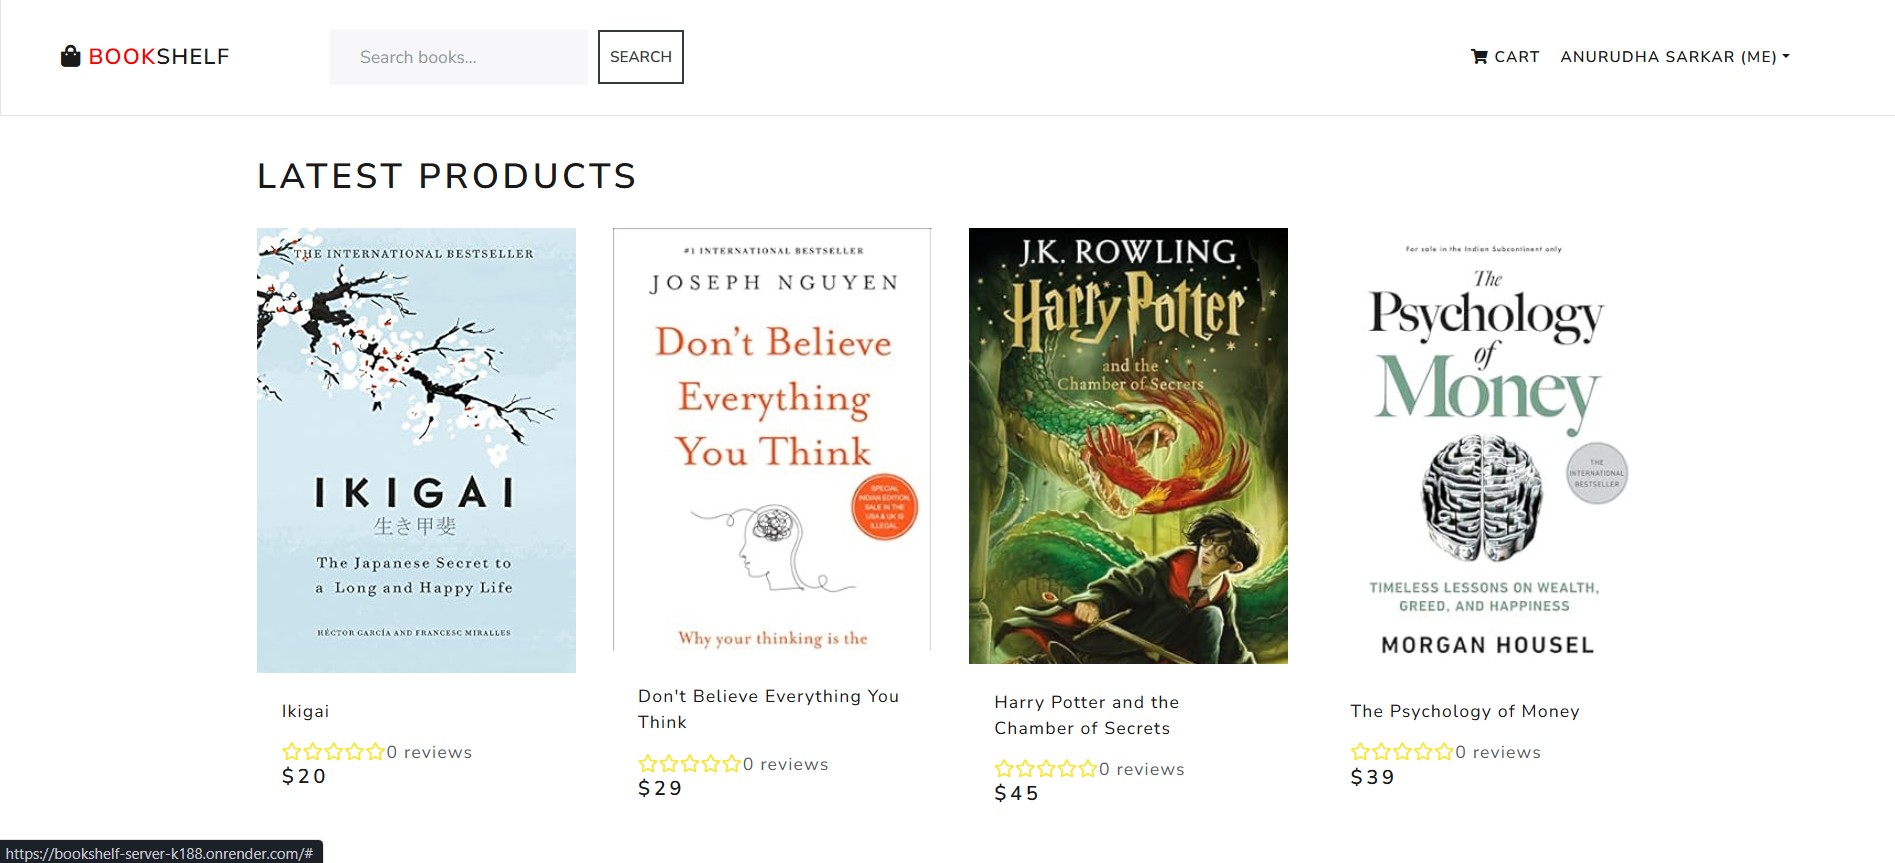 BOOKSHELF
Search books...
SEARCH
CART
ANURUDHA SARKAR (ME)
LATEST PRODUCTS
THE INTERNATIONAL BESTSELLER
IKIGAI
生き甲斐
The Japanese Secret to
a Long and Happy Life
HÉCTOR GARCÍA AND FRANCESC MIRALLES
Ikigai
0 reviews
$20
#1 INTERNATIONAL BESTSELLER
JOSEPH NGUYEN
Don't Believe
Everything
You Think
SPECIAL
INDIAN EDITION
SALE IN THE
USA & UK IS
ILLEGAL
Why your thinking is the
Don't Believe Everything You
Think
0 reviews
$29
J.K. ROWLING
Harry Potter
and the
Chamber of Secrets
Harry Potter and the
Chamber of Secrets
0 reviews
$45
For sale in the Indian Subcontinent only
The
Psychology
of
Money
THE
INTERNATIONAL
BESTSELLER
TIMELESS LESSONS ON WEALTH,
GREED, AND HAPPINESS
MORGAN HOUSEL
The Psychology of Money
0 reviews
$39
https://bookshelf-server-k188.onrender.com/#